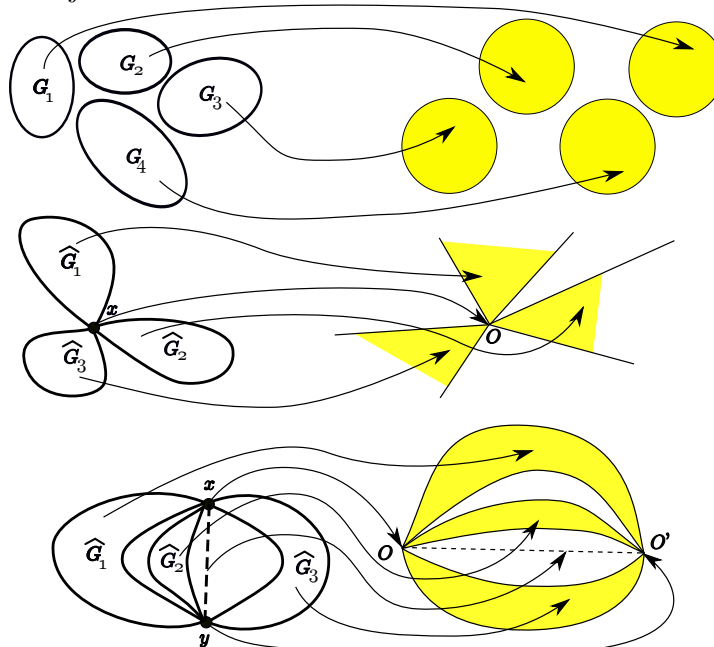 G₁
G₂
G₃
G₄
Ĝ₁
x
Ĝ₂
Ĝ₃
O
x
Ĝ₁
Ĝ₂
Ĝ₃
y
O
O'